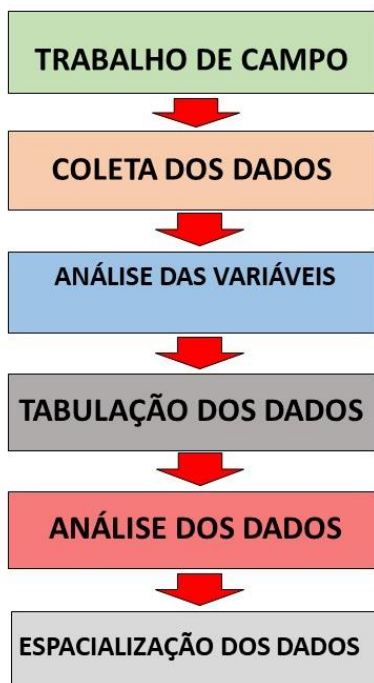 TRABALHO DE CAMPO
COLETA DOS DADOS
ANÁLISE DAS VARIÁVEIS
TABULAÇÃO DOS DADOS
ANÁLISE DOS DADOS
ESPACIALIZAÇÃO DOS DADOS